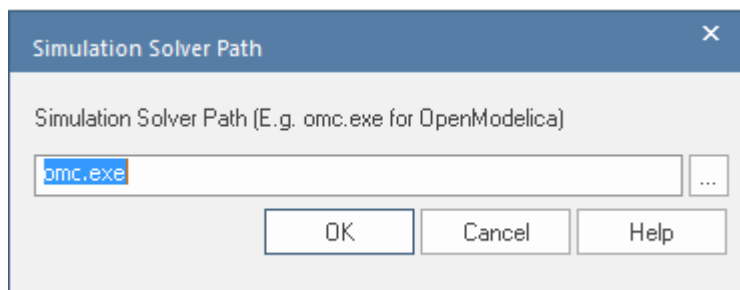 Simulation Solver Path
Simulation Solver Path (E.g. omc.exe for OpenModelica)
omc.exe
...
OK Cancel Help